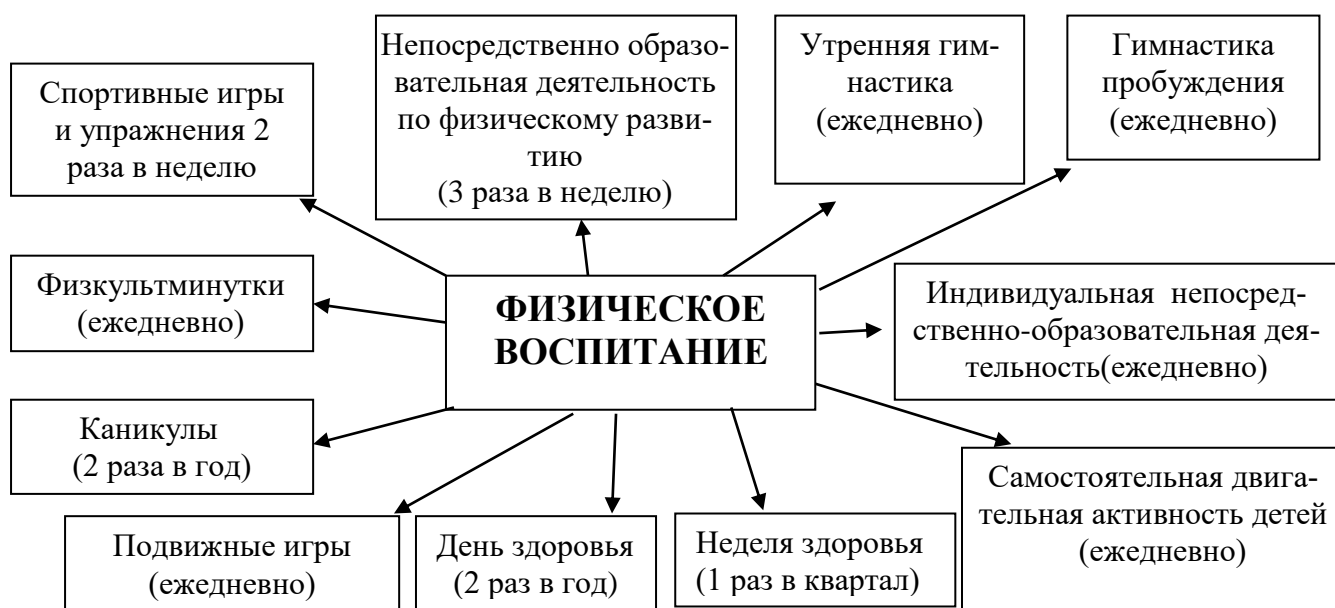 Спортивные игры
и упражнения 2
раза в неделю
Непосредственно образо-
вательная деятельность
по физическому разви-
тию
(3 раза в неделю)
Утренняя гим-
настика
(ежедневно)
Гимнастика
пробуждения
(ежедневно)
Физкультминутки
(ежедневно)
ФИЗИЧЕСКОЕ
ВОСПИТАНИЕ
Индивидуальная непосред-
ственно-образовательная дея-
тельность(ежедневно)
Каникулы
(2 раза в год)
Самостоятельная двига-
тельная активность детей
(ежедневно)
Подвижные игры
(ежедневно)
День здоровья
(2 раз в год)
Неделя здоровья
(1 раз в квартал)